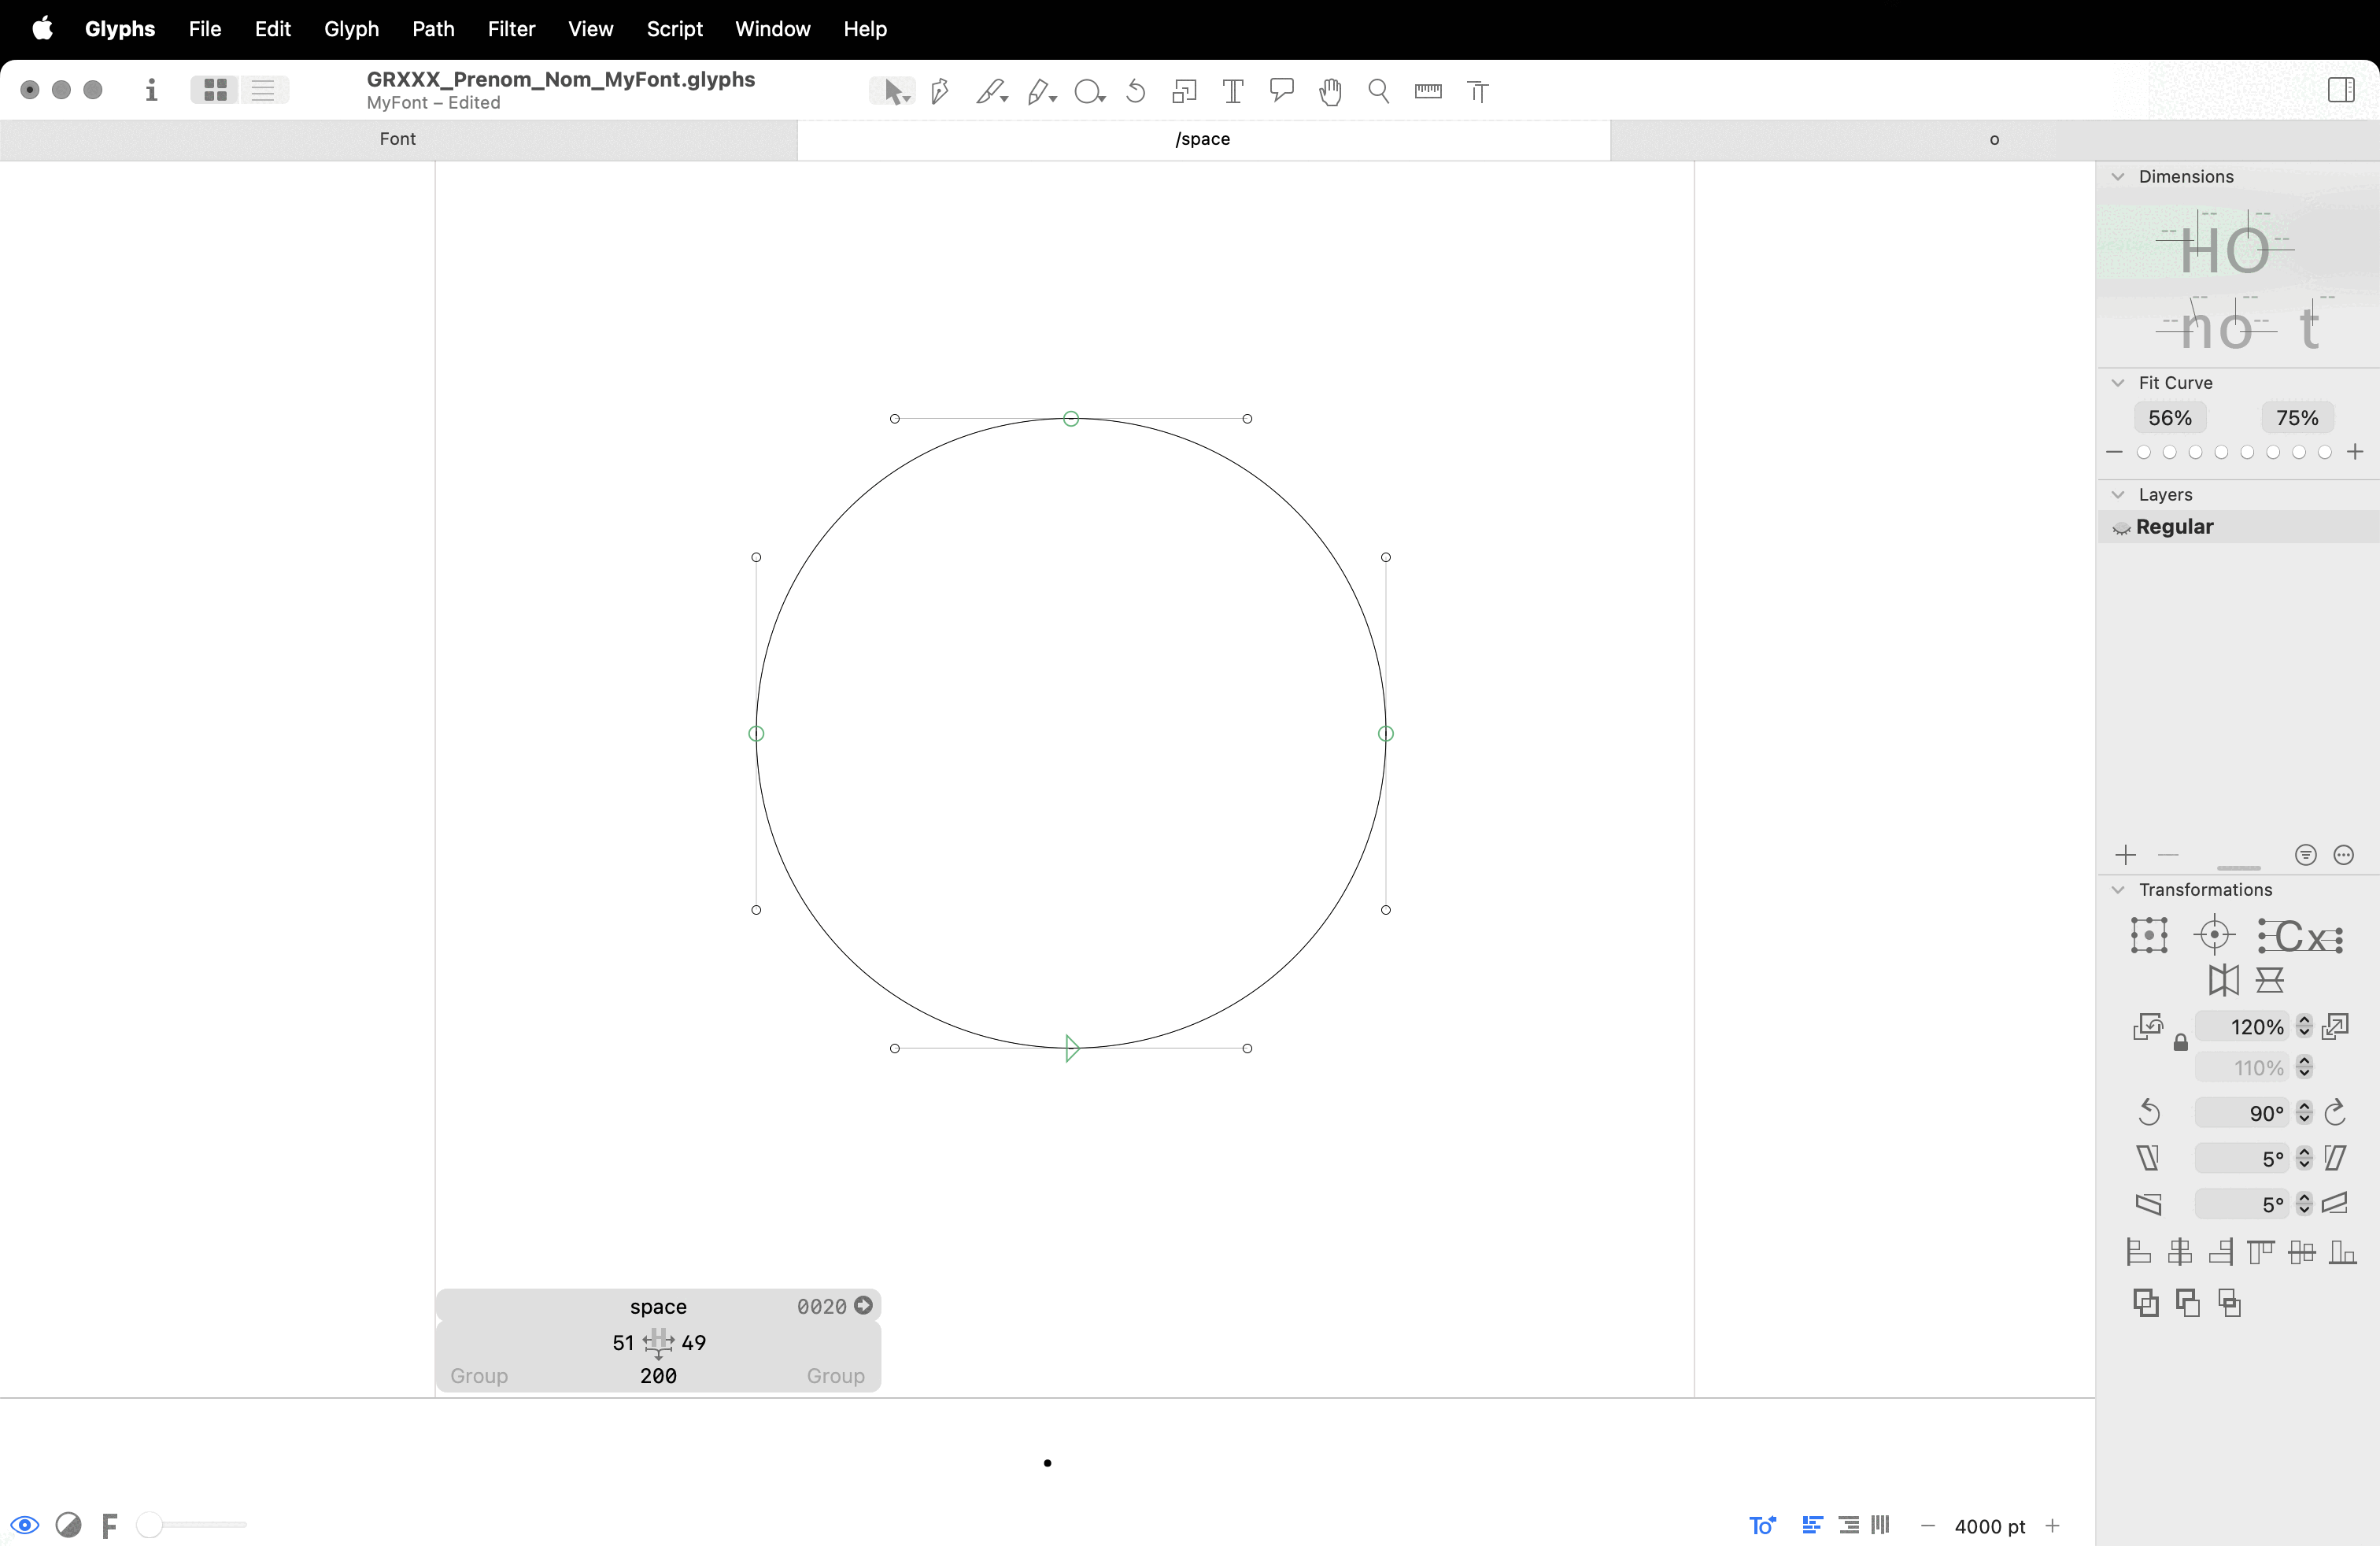 Glyphs File Edit Glyph Path Filter View Script Window Help
GRXXX_Prenom_Nom_MyFont.glyphs
MyFont – Edited
Font /space o
Dimensions
HO
no t
Fit Curve
56% 75%
Layers
Regular
Transformations
Cx
120%
110%
90°
5°
5°
space 0020
51 H 49
Group 200 Group
F To 4000 pt